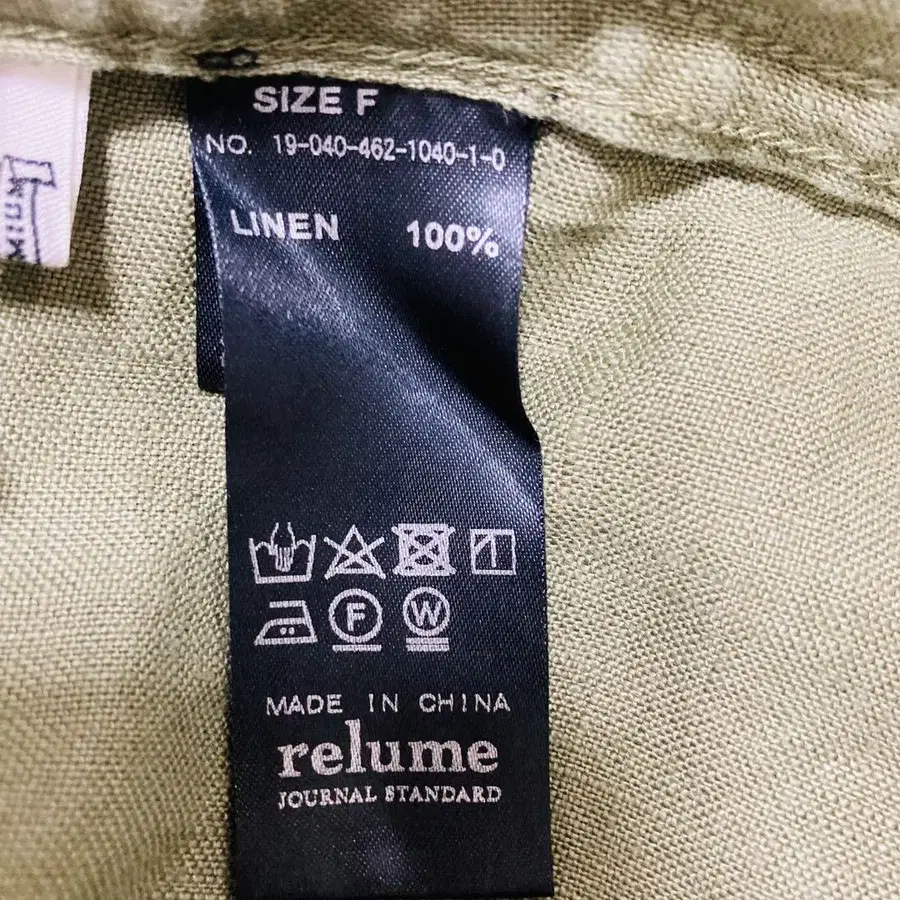 SIZE F
NO. 19-040-462-1040-1-0
LINEN 100%
F W
MADE IN CHINA
relume
JOURNAL STANDARD